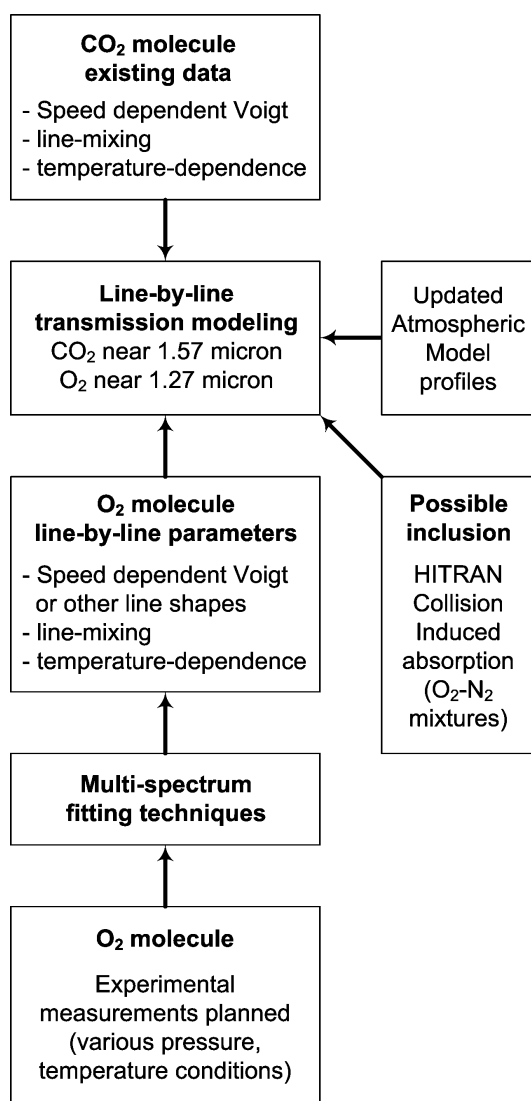 CO₂ molecule
existing data
- Speed dependent Voigt
- line-mixing
- temperature-dependence
Line-by-line
transmission modeling
CO₂ near 1.57 micron
O₂ near 1.27 micron
Updated
Atmospheric
Model
profiles
O₂ molecule
line-by-line parameters
- Speed dependent Voigt
or other line shapes
- line-mixing
- temperature-dependence
Possible
inclusion
HITRAN
Collision
Induced
absorption
(O₂-N₂
mixtures)
Multi-spectrum
fitting techniques
O₂ molecule
Experimental
measurements planned
(various pressure,
temperature conditions)